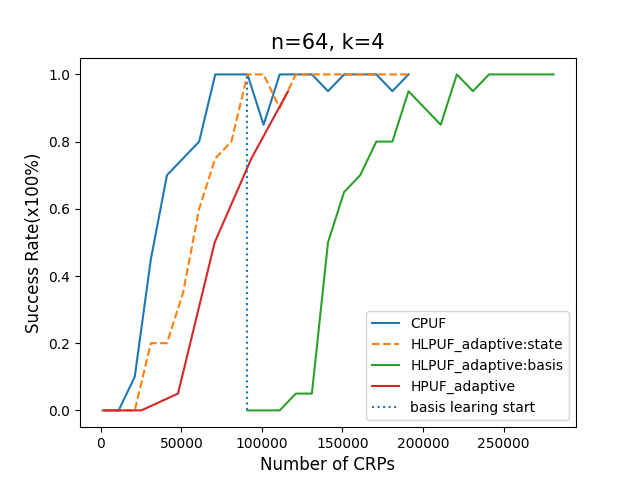 n=64, k=4
Success Rate(x100%)
1.0
0.8
0.6
0.4
0.2
0.0
CPUF
HLPUF_adaptive:state
HLPUF_adaptive:basis
HPUF_adaptive
basis learing start
0 50000 100000 150000 200000 250000
Number of CRPs